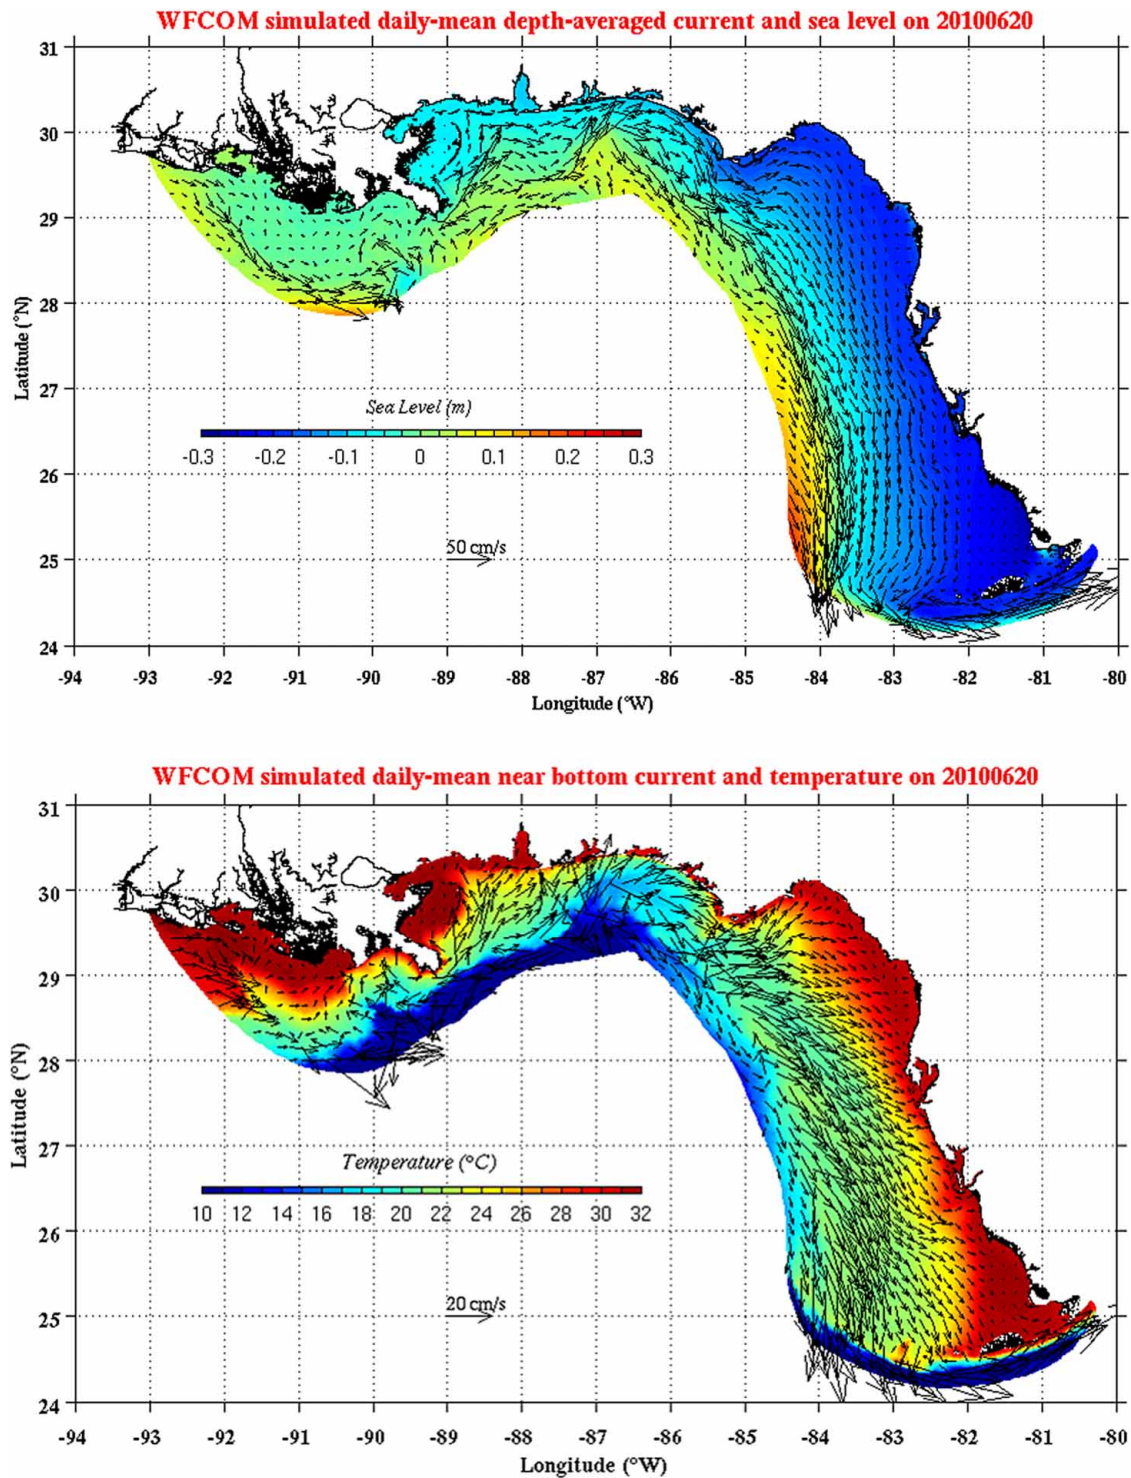 WFCOM simulated daily-mean depth-averaged current and sea level on 20100620
31
30
29
28
27
26
25
24
Latitude (°N)
Sea Level (m)
-0.3 -0.2 -0.1 0 0.1 0.2 0.3
50 cm/s
-94 -93 -92 -91 -90 -89 -88 -87 -86 -85 -84 -83 -82 -81 -80
Longitude (°W)
WFCOM simulated daily-mean near bottom current and temperature on 20100620
31
30
29
28
27
26
25
24
Latitude (°N)
Temperature (°C)
10 12 14 16 18 20 22 24 26 28 30 32
20 cm/s
-94 -93 -92 -91 -90 -89 -88 -87 -86 -85 -84 -83 -82 -81 -80
Longitude (°W)